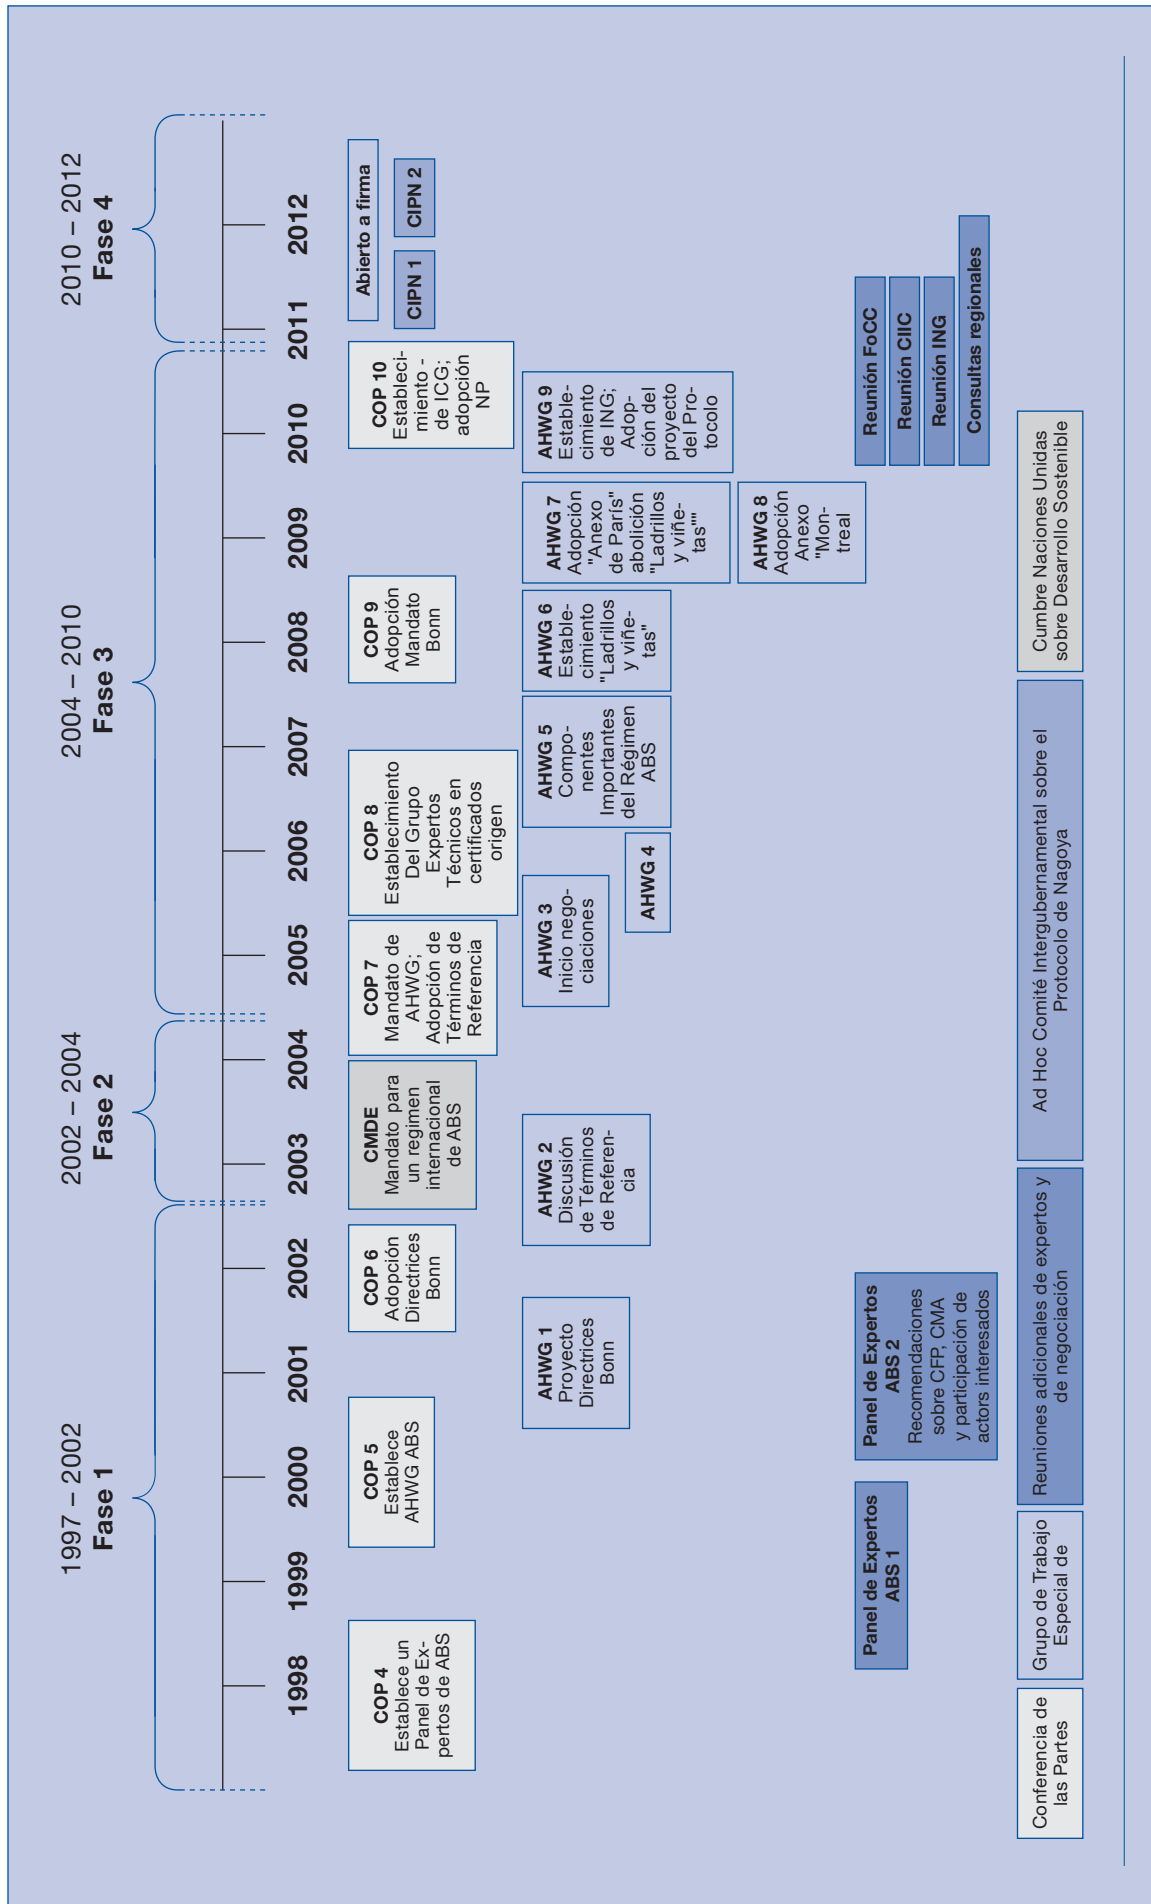 1997 – 2002
Fase 1
2002 – 2004
Fase 2
2004 – 2010
Fase 3
2010 – 2012
Fase 4
1998
1999
2000
2001
2002
2003
2004
2005
2006
2007
2008
2009
2010
2011
2012
COP 4
Establece un
Panel de Ex-
pertos de ABS
COP 5
Establece
AHWG ABS
COP 6
Adopción
Directrices
Bonn
CMDE
Mandato para
un regimen
internacional
de ABS
COP 7
Mandato de
AHWG;
Adopción de
Términos de
Referencia
COP 8
Establecimiento
Del Grupo
Expertos
Técnicos en
certificados
origen
COP 9
Adopción
Mandato
Bonn
COP 10
Estableci-
miento -
de ICG;
adopción
NP
Abierto a firma
CIPN 1
CIPN 2
AHWG 1
Proyecto
Directrices
Bonn
AHWG 2
Discusión
de Términos
de Referen-
cia
AHWG 3
Inicio nego-
ciaciones
AHWG 4
AHWG 5
Compo-
nentes
Importantes
del Régimen
ABS
AHWG 6
Estable-
cimiento
"Ladrillos
y viñe-
tas"
AHWG 7
Adopción
"Anexo
de París"
abolición
"Ladrillos
y viñe-
tas""
AHWG 8
Adopción
Anexo
"Mon-
treal
AHWG 9
Estable-
cimiento
de ING;
Adop-
ción del
proyecto
del Pro-
tocolo
Panel de Expertos
ABS 1
Panel de Expertos
ABS 2
Recomendaciones
sobre CFP, CMA
y participación de
actors interesados
Reunión FoCC
Reunión CIIC
Reunión ING
Consultas regionales
Conferencia de
las Partes
Grupo de Trabajo
Especial de
Reuniones adicionales de expertos y
de negociación
Ad Hoc Comité Intergubernamental sobre el
Protocolo de Nagoya
Cumbre Naciones Unidas
sobre Desarrollo Sostenible